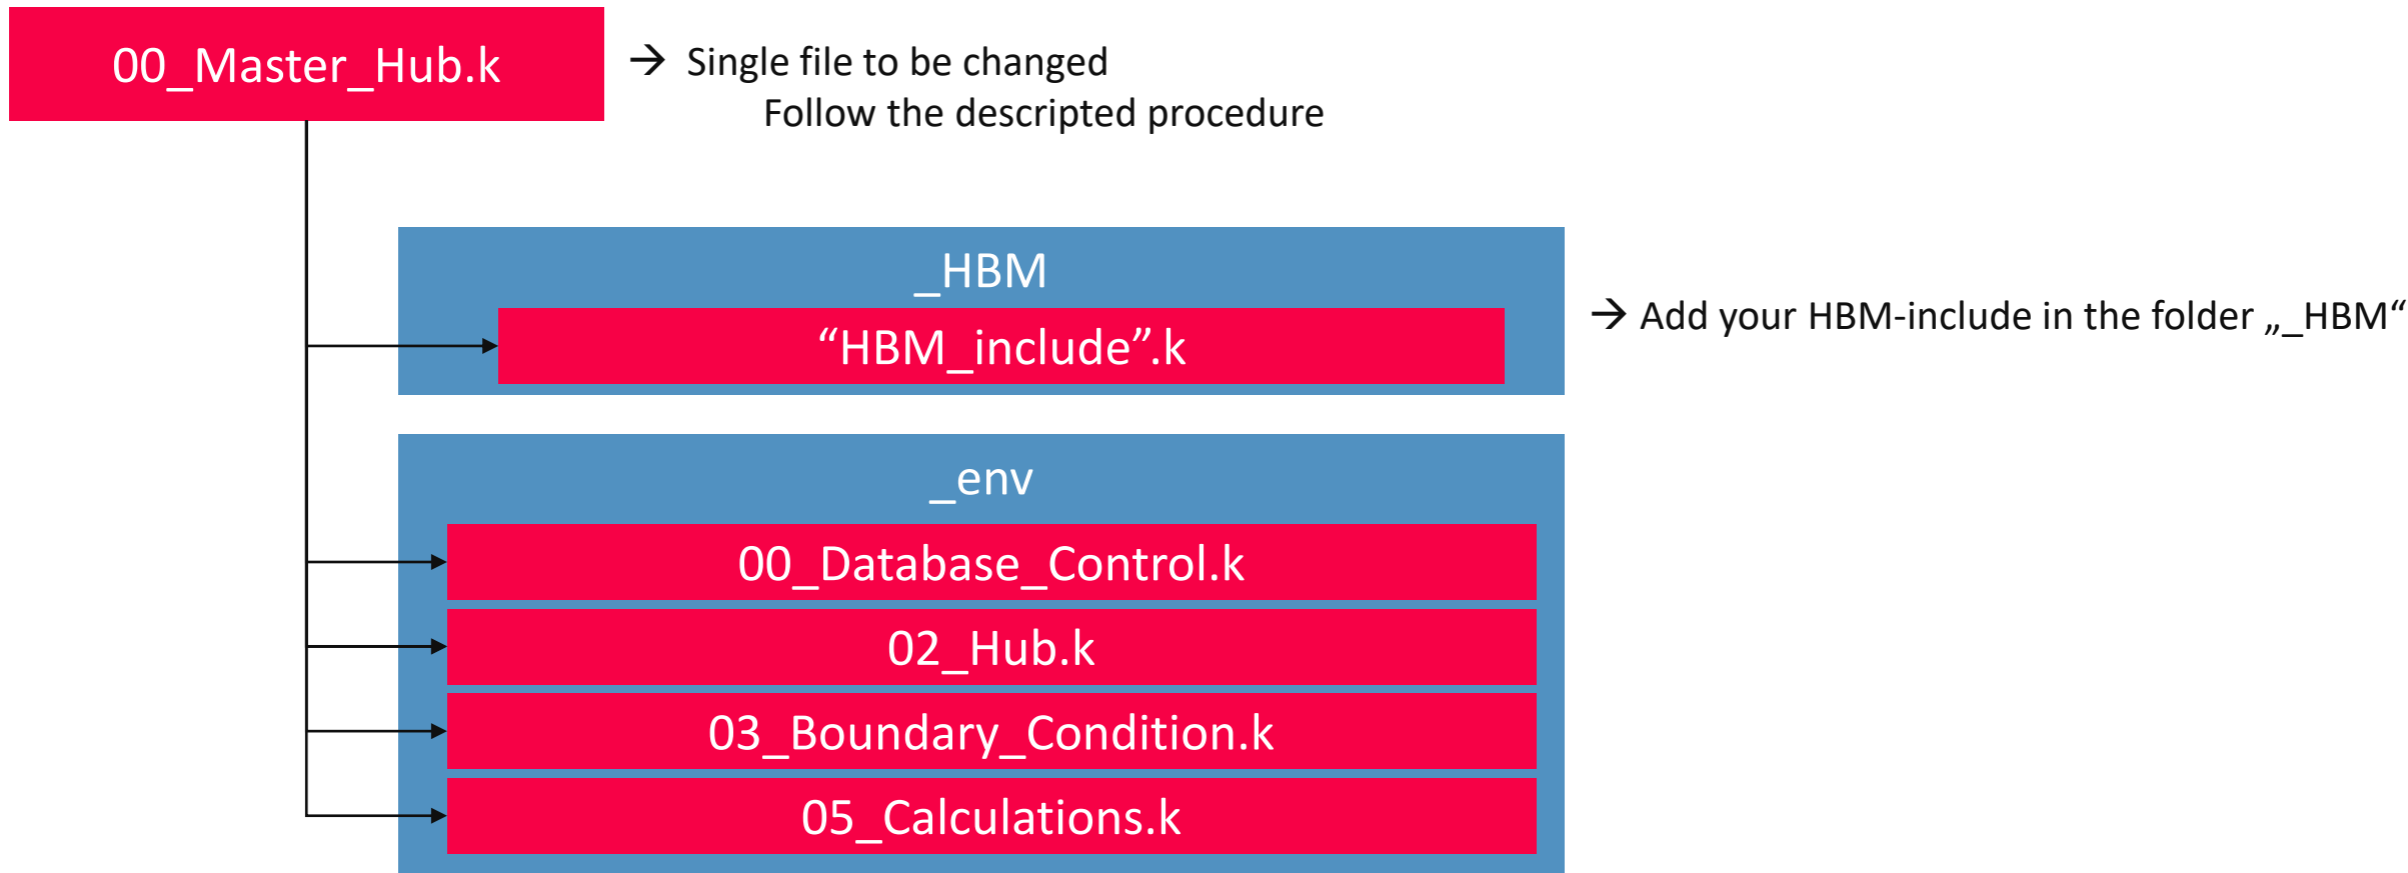 00_Master_Hub.k
→ Single file to be changed
Follow the descripted procedure
_HBM
“HBM_include”.k
→ Add your HBM-include in the folder „_HBM“
_env
00_Database_Control.k
02_Hub.k
03_Boundary_Condition.k
05_Calculations.k